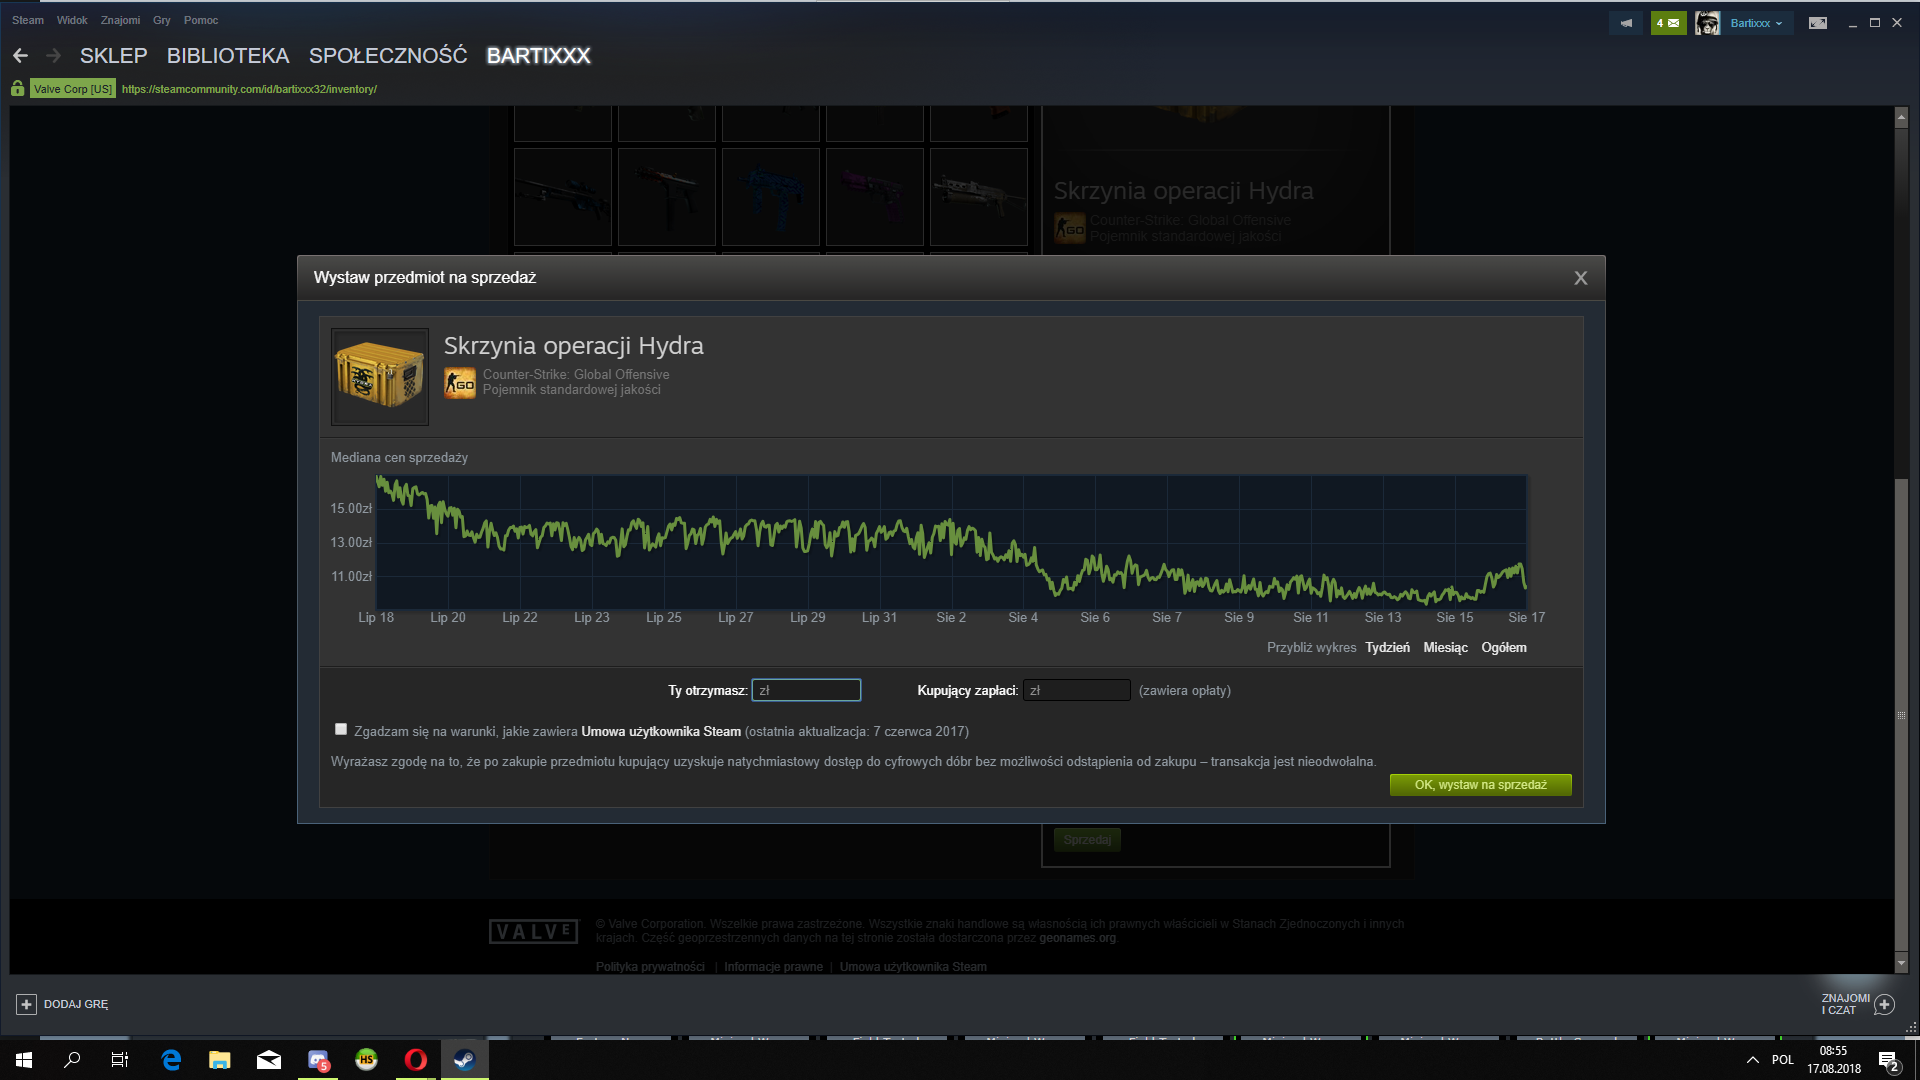 Steam Widok Znajomi Gry Pomoc
4 Bartixxx
SKLEP BIBLIOTEKA SPOŁECZNOŚĆ BARTIXXX
Valve Corp [US] https://steamcommunity.com/id/bartixxx32/inventory/
Skrzynia operacji Hydra
Counter-Strike: Global Offensive
GO
Pojemnik standardowej jakości
Wystaw przedmiot na sprzedaż X
Skrzynia operacji Hydra
Counter-Strike: Global Offensive
GO
Pojemnik standardowej jakości
Mediana cen sprzedaży
15.00zł
13.00zł
11.00zł
Lip 18 Lip 20 Lip 22 Lip 23 Lip 25 Lip 27 Lip 29 Lip 31 Sie 2 Sie 4 Sie 6 Sie 7 Sie 9 Sie 11 Sie 13 Sie 15 Sie 17
Przybliż wykres Tydzień Miesiąc Ogółem
Ty otrzymasz: zł Kupujący zapłaci: zł (zawiera opłaty)
Zgadzam się na warunki, jakie zawiera Umowa użytkownika Steam (ostatnia aktualizacja: 7 czerwca 2017)
Wyrażasz zgodę na to, że po zakupie przedmiotu kupujący uzyskuje natychmiastowy dostęp do cyfrowych dóbr bez możliwości odstąpienia od zakupu – transakcja jest nieodwołalna.
OK, wystaw na sprzedaż
Sprzedaj
VALVE
© Valve Corporation. Wszelkie prawa zastrzeżone. Wszystkie znaki handlowe są własnością ich prawnych właścicieli w Stanach Zjednoczonych i innych
krajach. Część geoprzestrzennych danych na tej stronie została dostarczona przez geonames.org.
Polityka prywatności | Informacje prawne | Umowa użytkownika Steam
DODAJ GRĘ
ZNAJOMI
I CZAT
HS
5
POL
08:55
17.08.2018
2